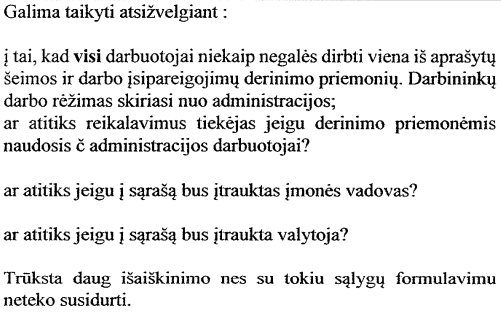 Galima taikyti atsižvelgiant :
į tai, kad visi darbuotojai niekaip negalės dirbti viena iš aprašytų
šeimos ir darbo įsipareigojimų derinimo priemonių. Darbininkų
darbo rėžimas skiriasi nuo administracijos;
ar atitiks reikalavimus tiekėjas jeigu derinimo priemonėmis
naudosis č administracijos darbuotojai?
ar atitiks jeigu į sąrašą bus įtrauktas įmonės vadovas?
ar atitiks jeigu į sąrašą bus įtraukta valytoja?
Trūksta daug išaiškinimo nes su tokiu sąlygų formulavimu
neteko susidurti.